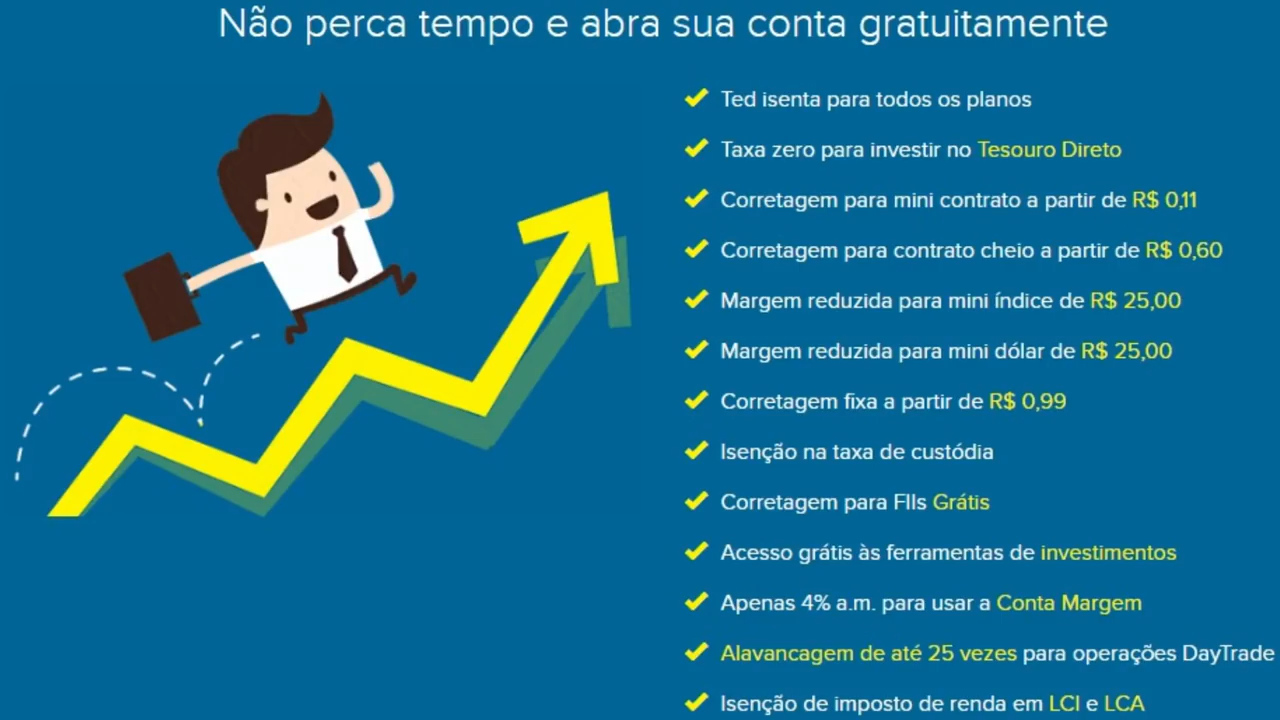 Não perca tempo e abra sua conta gratuitamente
Ted isenta para todos os planos
Taxa zero para investir no Tesouro Direto
Corretagem para mini contrato a partir de R$ 0,11
Corretagem para contrato cheio a partir de R$ 0,60
Margem reduzida para mini índice de R$ 25,00
Margem reduzida para mini dólar de R$ 25,00
Corretagem fixa a partir de R$ 0,99
Isenção na taxa de custódia
Corretagem para FIIs Grátis
Acesso grátis às ferramentas de investimentos
Apenas 4% a.m. para usar a Conta Margem
Alavancagem de até 25 vezes para operações DayTrade
Isenção de imposto de renda em LCI e LCA